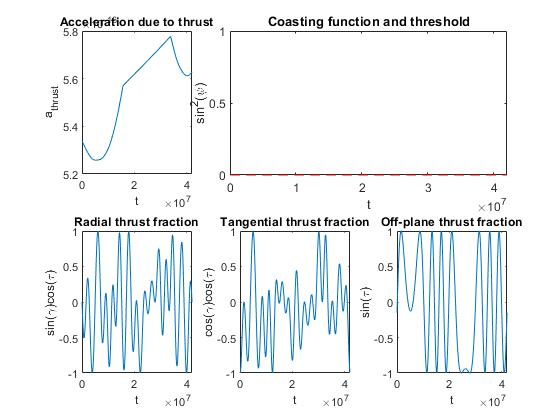 Acceleration due to thrust
Coasting function and threshold
5.8
5.6
5.4
5.2
a_thrust
0
2
4
t
×10^7
1
0.5
0
sin^2(ψ)
0
1
2
3
4
t
×10^7
Radial thrust fraction
Tangential thrust fraction
Off-plane thrust fraction
1
0.5
0
-0.5
-1
sin(γ)cos(τ)
0
2
4
t
×10^7
1
0.5
0
-0.5
-1
cos(γ)cos(τ)
0
2
4
t
×10^7
1
0.5
0
-0.5
-1
sin(τ)
0
2
4
t
×10^7